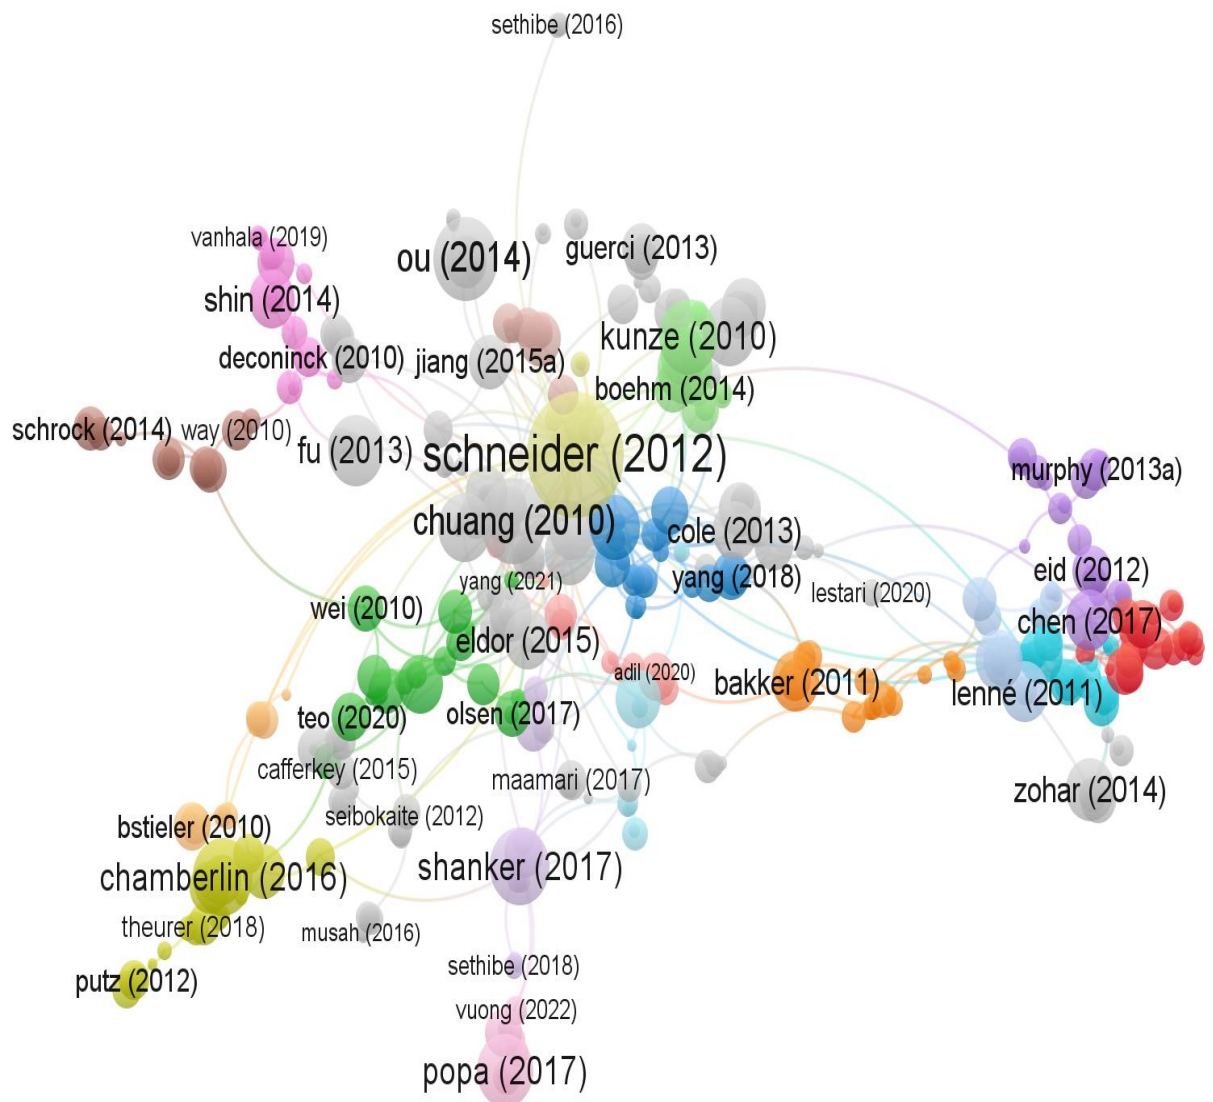 sethibe (2016)
vanhala (2019)
guerci (2013)
ou (2014)
shin (2014)
kunze (2010)
deconinck (2010)
jiang (2015a)
boehm (2014)
schrock (2014)
way (2010)
fu (2013)
schneider (2012)
murphy (2013a)
chuang (2010)
cole (2013)
yang (2021)
yang (2018)
eid (2012)
lestari (2020)
wei (2010)
chen (2017)
eldor (2015)
adil (2020)
bakker (2011)
lenné (2011)
teo (2020)
olsen (2017)
cafferkey (2015)
maamari (2017)
zohar (2014)
seibokaite (2012)
bstieler (2010)
shanker (2017)
chamberlin (2016)
theurer (2018)
musah (2016)
sethibe (2018)
putz (2012)
vuong (2022)
popa (2017)